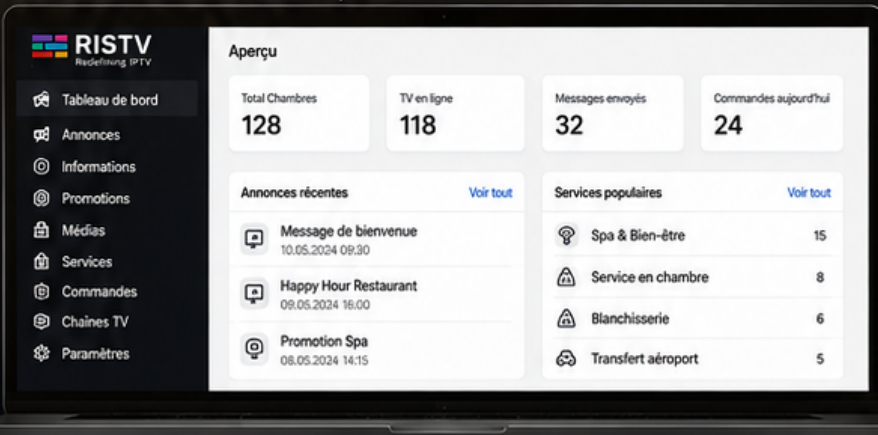 RISTV
Redefining IPTV
Tableau de bord
Annonces
Informations
Promotions
Médias
Services
Commandes
Chaînes TV
Paramètres
Aperçu
Total Chambres
128
TV en ligne
118
Messages envoyés
32
Commandes aujourd'hui
24
Annonces récentes
Voir tout
Message de bienvenue
10.05.2024 09:30
Happy Hour Restaurant
09.05.2024 16:00
Promotion Spa
08.05.2024 14:15
Services populaires
Voir tout
Spa & Bien-être
15
Service en chambre
8
Blanchisserie
6
Transfert aéroport
5